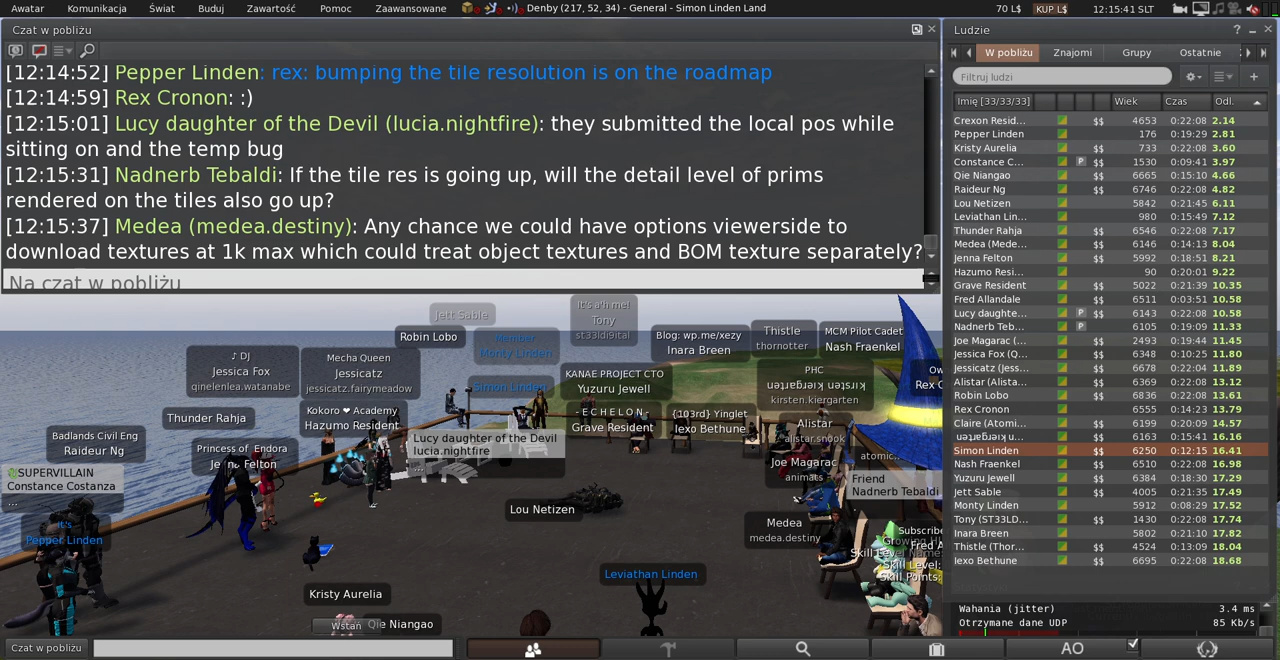 Awatar Komunikacja Świat Buduj Zawartość Pomoc Zaawansowane Denby (217, 52, 34) - General - Simon Linden Land 70 L$ KUP L$ 12:15:41 SLT
Czat w pobliżu
[12:14:52] Pepper Linden: rex: bumping the tile resolution is on the roadmap
[12:14:59] Rex Cronon: :)
[12:15:01] Lucy daughter of the Devil (lucia.nightfire): they submitted the local pos while
sitting on and the temp bug
[12:15:31] Nadnerb Tebaldi: If the tile res is going up, will the detail level of prims
rendered on the tiles also go up?
[12:15:37] Medea (medea.destiny): Any chance we could have options viewerside to
download textures at 1k max which could treat object textures and BOM texture separately?
Na czat w pobliżu
Jett Sable
It's a'h me!
Tony
st33ldi9ital
Robin Lobo
Member
Monty Linden
Blog: wp.me/xezy
Inara Breen
Thistle
thornotter
MCM Pilot Cadet
Nash Fraenkel
♪ DJ
Jessica Fox
qinelenlea.watanabe
Mecha Queen
Jessicatz
jessicatz.fairymeadow
Simon Linden
KANAE PROJECT CTO
Yuzuru Jewell
PHC
kirsten.kiergarten
Rex C
Thunder Rahja
Kokoro ❤ Academy
Hazumo Resident
- E C H E L O N -
Grave Resident
{103rd} Yinglet
Iexo Bethune
Alistar
alistar.snook
Badlands Civil Eng
Raideur Ng
Princess of Endora
Jenna Felton
Lucy daughter of the Devil
lucia.nightfire
...
Joe Magarac
animats
atomic..
SUPERVILLAIN
Constance Costanza
...
Friend
Nadnerb Tebaldi
It's
Pepper Linden
Lou Netizen
Medea
medea.destiny
Subscribe
Growing H
Fred A
Skill Level Name:
Skill Level:
Skill Points:
Leviathan Linden
Kristy Aurelia
Wstań
Qie Niangao
Czat w pobliżu
AO
Ludzie
W pobliżu Znajomi Grupy Ostatnie
Filtruj ludzi
Imię [33/33/33] Wiek Czas Odl.
Crexon Resid... $$ 4653 0:22:08 2.14
Pepper Linden 176 0:19:29 2.81
Kristy Aurelia $$ 733 0:22:08 3.60
Constance C... P $$ 1530 0:09:41 3.97
Qie Niangao $$ 6665 0:15:10 4.66
Raideur Ng $$ 6746 0:22:08 4.82
Lou Netizen 5842 0:21:45 6.11
Leviathan Lin... 980 0:15:49 7.12
Thunder Rahja $$ 6546 0:22:08 7.17
Medea (Mede... $$ 6146 0:14:13 8.04
Jenna Felton $$ 5992 0:18:51 8.21
Hazumo Resi... 90 0:20:01 9.22
Grave Resident $$ 5022 0:21:39 10.35
Fred Allandale $$ 6511 0:03:51 10.58
Lucy daughte... P $$ 6143 0:22:08 10.58
Nadnerb Teb... P 6105 0:19:09 11.33
Joe Magarac (... $$ 2493 0:19:44 11.45
Jessica Fox (Q... $$ 6348 0:10:25 11.80
Jessicatz (Jess... $$ 6678 0:22:04 11.89
Alistar (Alista... $$ 6369 0:22:08 13.12
Robin Lobo $$ 6836 0:22:08 13.61
Rex Cronon 6555 0:14:23 13.79
Claire (Atomi... $$ 6199 0:20:09 14.57
$$ 6163 0:15:41 16.16
Simon Linden $$ 6250 0:12:15 16.41
Nash Fraenkel $$ 6510 0:22:08 16.98
Yuzuru Jewell $$ 6384 0:18:30 17.29
Jett Sable $$ 4005 0:21:35 17.49
Monty Linden 5912 0:08:29 17.52
Tony (ST33LD... $$ 1430 0:22:08 17.74
Inara Breen 5802 0:21:10 17.82
Thistle (Thor... $$ 4524 0:13:09 18.04
Iexo Bethune $$ 6695 0:22:08 18.68
Wahania (jitter) 3.4 ms
Otrzymane dane UDP 85 Kb/s